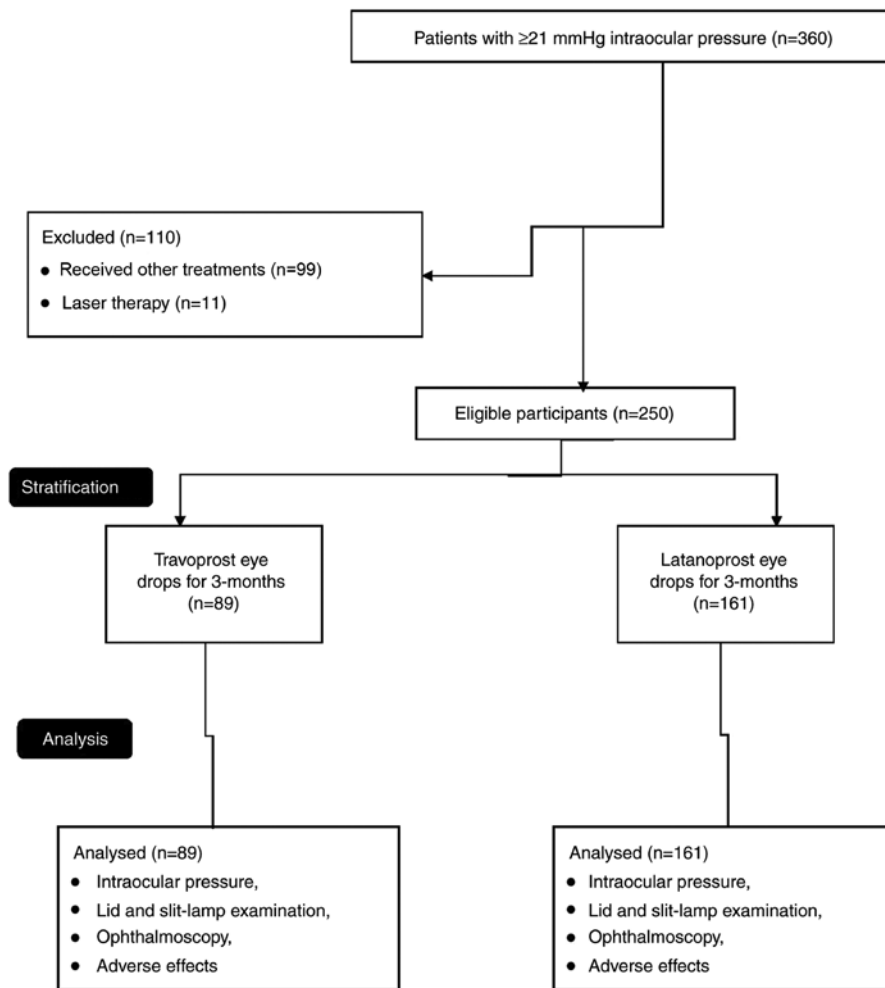 Patients with ≥21 mmHg intraocular pressure (n=360)
Excluded (n=110)
● Received other treatments (n=99)
● Laser therapy (n=11)
Eligible participants (n=250)
Stratification
Travoprost eye
drops for 3-months
(n=89)
Latanoprost eye
drops for 3-months
(n=161)
Analysis
Analysed (n=89)
● Intraocular pressure,
● Lid and slit-lamp examination,
● Ophthalmoscopy,
● Adverse effects
Analysed (n=161)
● Intraocular pressure,
● Lid and slit-lamp examination,
● Ophthalmoscopy,
● Adverse effects